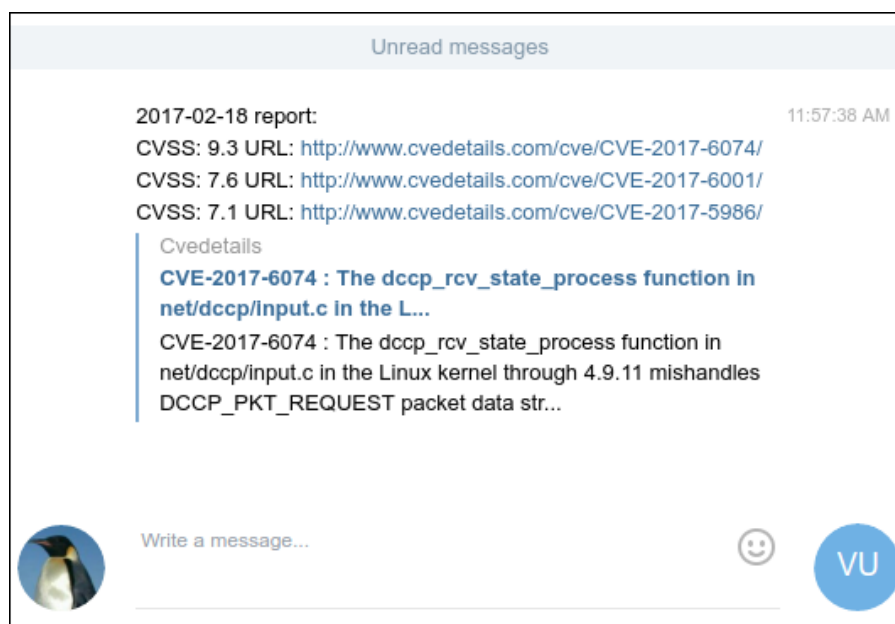 Unread messages
2017-02-18 report:
11:57:38 AM
CVSS: 9.3 URL: http://www.cvedetails.com/cve/CVE-2017-6074/
CVSS: 7.6 URL: http://www.cvedetails.com/cve/CVE-2017-6001/
CVSS: 7.1 URL: http://www.cvedetails.com/cve/CVE-2017-5986/
Cvedetails
CVE-2017-6074 : The dccp_rcv_state_process function in
net/dccp/input.c in the L...
CVE-2017-6074 : The dccp_rcv_state_process function in
net/dccp/input.c in the Linux kernel through 4.9.11 mishandles
DCCP_PKT_REQUEST packet data str...
Write a message...
VU